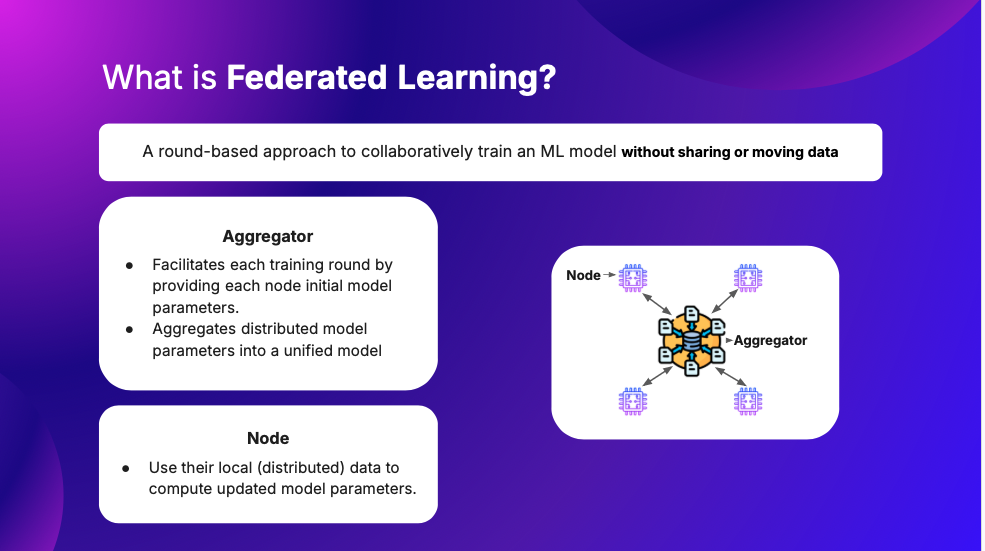 What is Federated Learning?
A round-based approach to collaboratively train an ML model without sharing or moving data
Aggregator
● Facilitates each training round by
providing each node initial model
parameters.
● Aggregates distributed model
parameters into a unified model
Node
● Use their local (distributed) data to
compute updated model parameters.
Node
Aggregator